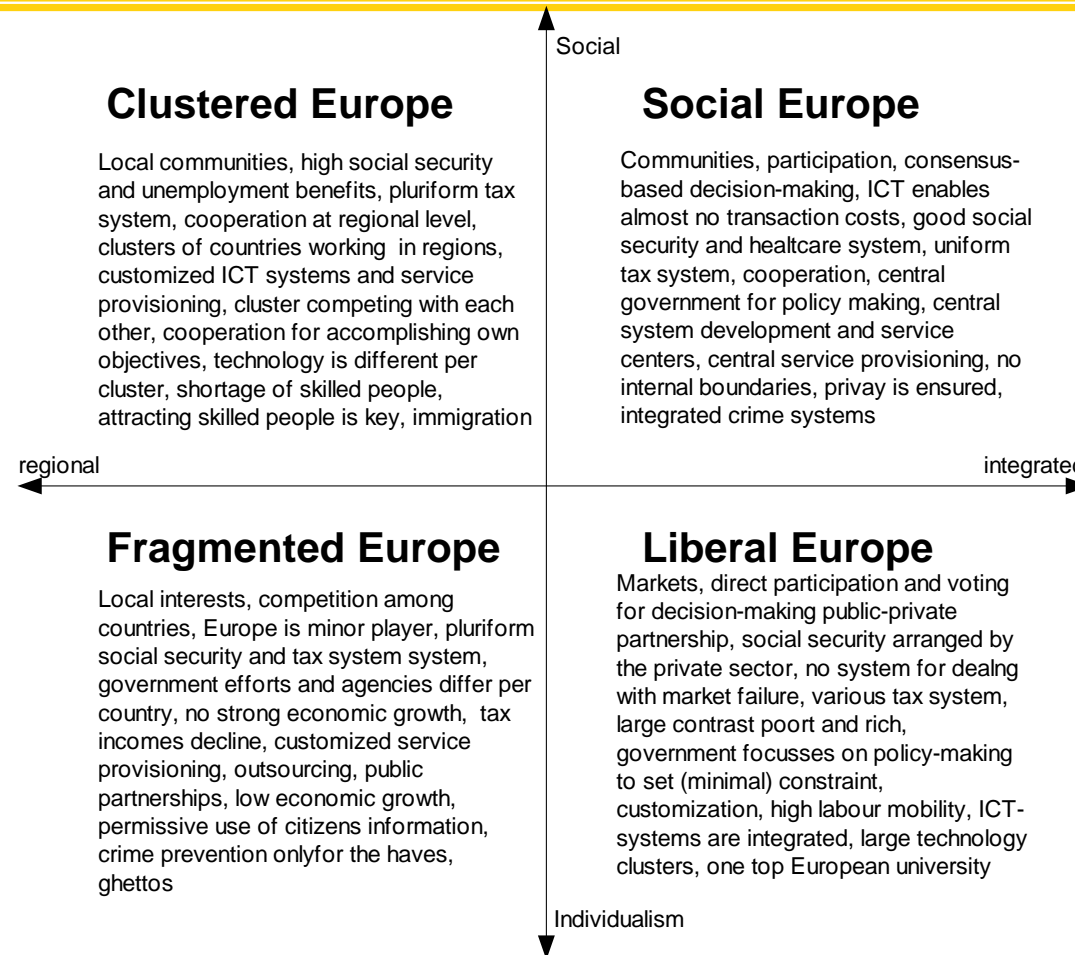 Social
Clustered Europe
Local communities, high social security
and unemployment benefits, pluriform tax
system, cooperation at regional level,
clusters of countries working in regions,
customized ICT systems and service
provisioning, cluster competing with each
other, cooperation for accomplishing own
objectives, technology is different per
cluster, shortage of skilled people,
attracting skilled people is key, immigration
Social Europe
Communities, participation, consensus-
based decision-making, ICT enables
almost no transaction costs, good social
security and healtcare system, uniform
tax system, cooperation, central
government for policy making, central
system development and service
centers, central service provisioning, no
internal boundaries, privay is ensured,
integrated crime systems
regional
integrated
Fragmented Europe
Local interests, competition among
countries, Europe is minor player, pluriform
social security and tax system system,
government efforts and agencies differ per
country, no strong economic growth, tax
incomes decline, customized service
provisioning, outsourcing, public
partnerships, low economic growth,
permissive use of citizens information,
crime prevention onlyfor the haves,
ghettos
Liberal Europe
Markets, direct participation and voting
for decision-making public-private
partnership, social security arranged by
the private sector, no system for dealng
with market failure, various tax system,
large contrast poort and rich,
government focusses on policy-making
to set (minimal) constraint,
customization, high labour mobility, ICT-
systems are integrated, large technology
clusters, one top European university
Individualism